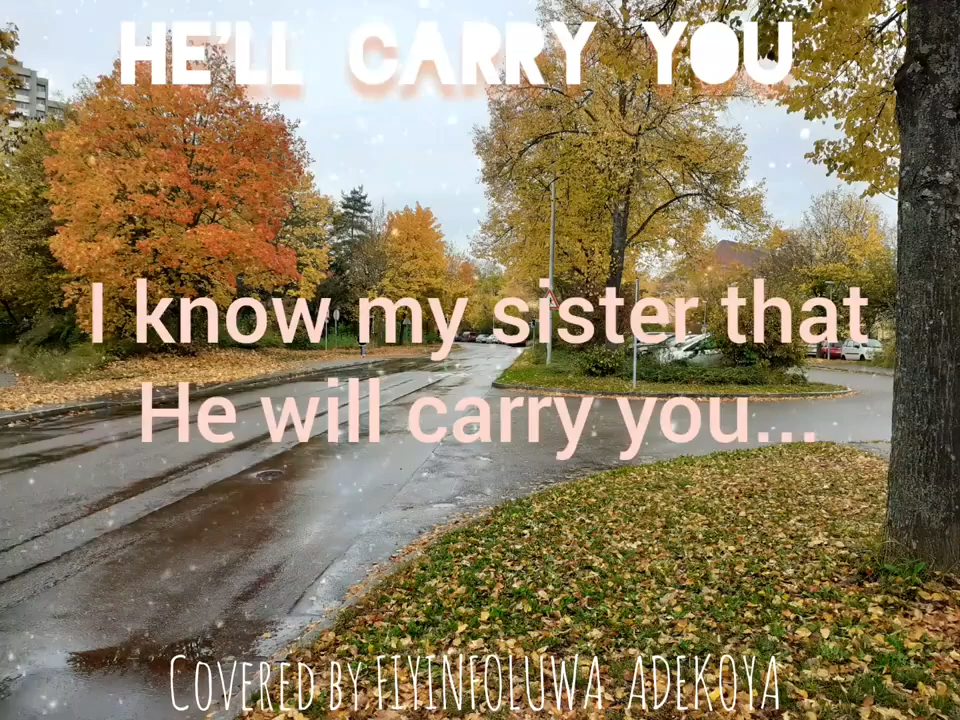 HE'LL CARRY YOU
I know my sister that
He will carry you...
COVERED BY FIYINFOLUWA ADEKOYA